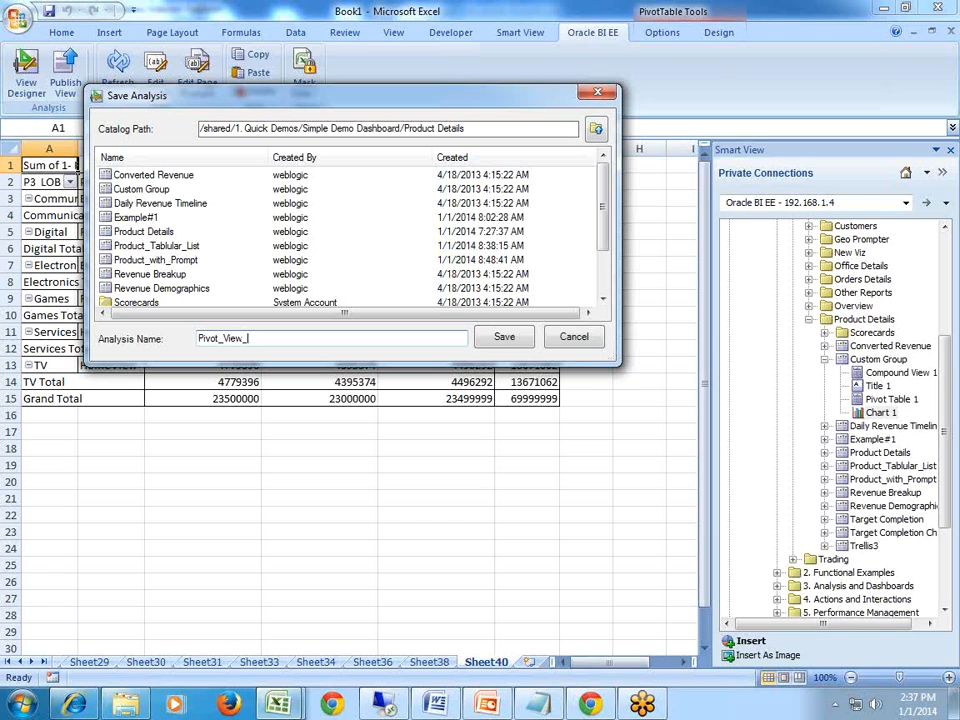 Book1 - Microsoft Excel
PivotTable Tools
Home Insert Page Layout Formulas Data Review View Developer Smart View Oracle BI EE Options Design
View Designer
Publish View
Copy
Paste
Analysis
Save Analysis
Catalog Path: /shared/1. Quick Demos/Simple Demo Dashboard/Product Details
Name Created By Created
Converted Revenue weblogic 4/18/2013 4:15:22 AM
Custom Group weblogic 4/18/2013 4:15:22 AM
Daily Revenue Timeline weblogic 4/18/2013 4:15:22 AM
Example#1 weblogic 1/1/2014 8:02:28 AM
Product Details weblogic 1/1/2014 7:27:37 AM
Product_Tablular_List weblogic 1/1/2014 8:38:15 AM
Product_with_Prompt weblogic 1/1/2014 8:48:41 AM
Revenue Breakup weblogic 4/18/2013 4:15:22 AM
Revenue Demographics weblogic 4/18/2013 4:15:22 AM
Scorecards System Account 4/18/2013 4:15:22 AM
Analysis Name: Pivot_View_
Save Cancel
A1
A H I
1 Sum of 1-
2 P3 LOB
3 Commu
4 Communica
5 Digital
6 Digital Total
7 Electron
8 Electronics
9 Games
10 Games Tota
11 Services
12 Services Tot
13 TV
14 TV Total 4779396 4395374 4496292 13671062
15 Grand Total 23500000 23000000 23499999 69999999
16
17
18
19
20
21
22
23
24
25
26
27
28
29
30
Smart View
Private Connections
Oracle BI EE - 192.168.1.4
Customers
Geo Prompter
New Viz
Office Details
Orders Details
Other Reports
Overview
Product Details
Scorecards
Converted Revenue
Custom Group
Compound View 1
Title 1
Pivot Table 1
Chart 1
Daily Revenue Timelin
Example#1
Product Details
Product_Tablular_List
Product_with_Prompt
Revenue Breakup
Revenue Demographic
Target Completion
Target Completion Ch
Trellis3
Trading
2. Functional Examples
3. Analysis and Dashboards
4. Actions and Interactions
5. Performance Management
Insert
Insert As Image
Sheet29 Sheet30 Sheet31 Sheet33 Sheet34 Sheet36 Sheet38 Sheet40
Ready
100%
2:37 PM
1/1/2014